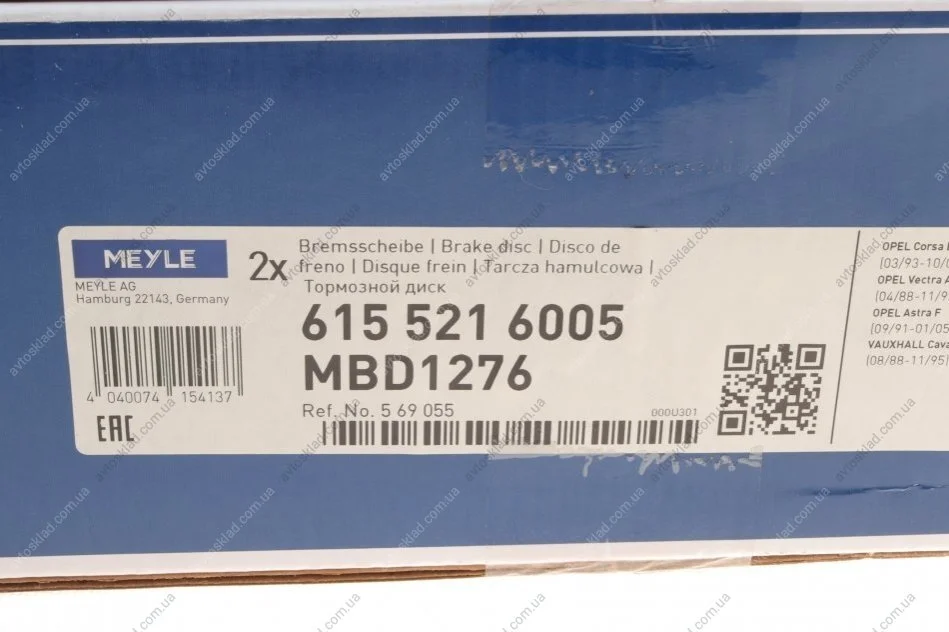 MEYLE
MEYLE AG
Hamburg 22143, Germany
4 040074 154137
EAC
2x
Bremsscheibe | Brake disc | Disco de
freno | Disque frein | Tarcza hamulcowa |
Тормозной диск
615 521 6005
MBD1276
Ref. No. 5 69 055
000U301
OPEL Corsa
(03/93-10/0
OPEL Vectra A
(04/88-11/9
OPEL Astra F
(09/91-01/05
VAUXHALL Cava
(08/88-11/95)
avtosklad.com.ua